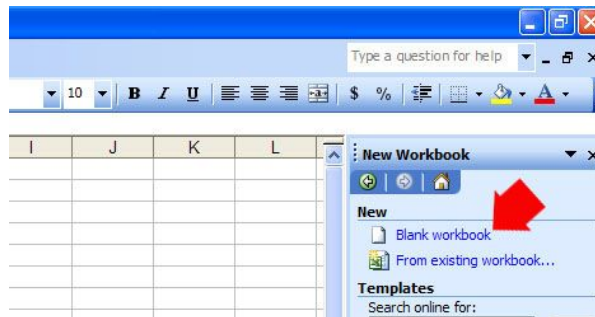 Type a question for help
10 B I U $ % A
I J K L New Workbook
New
Blank workbook
From existing workbook...
Templates
Search online for: